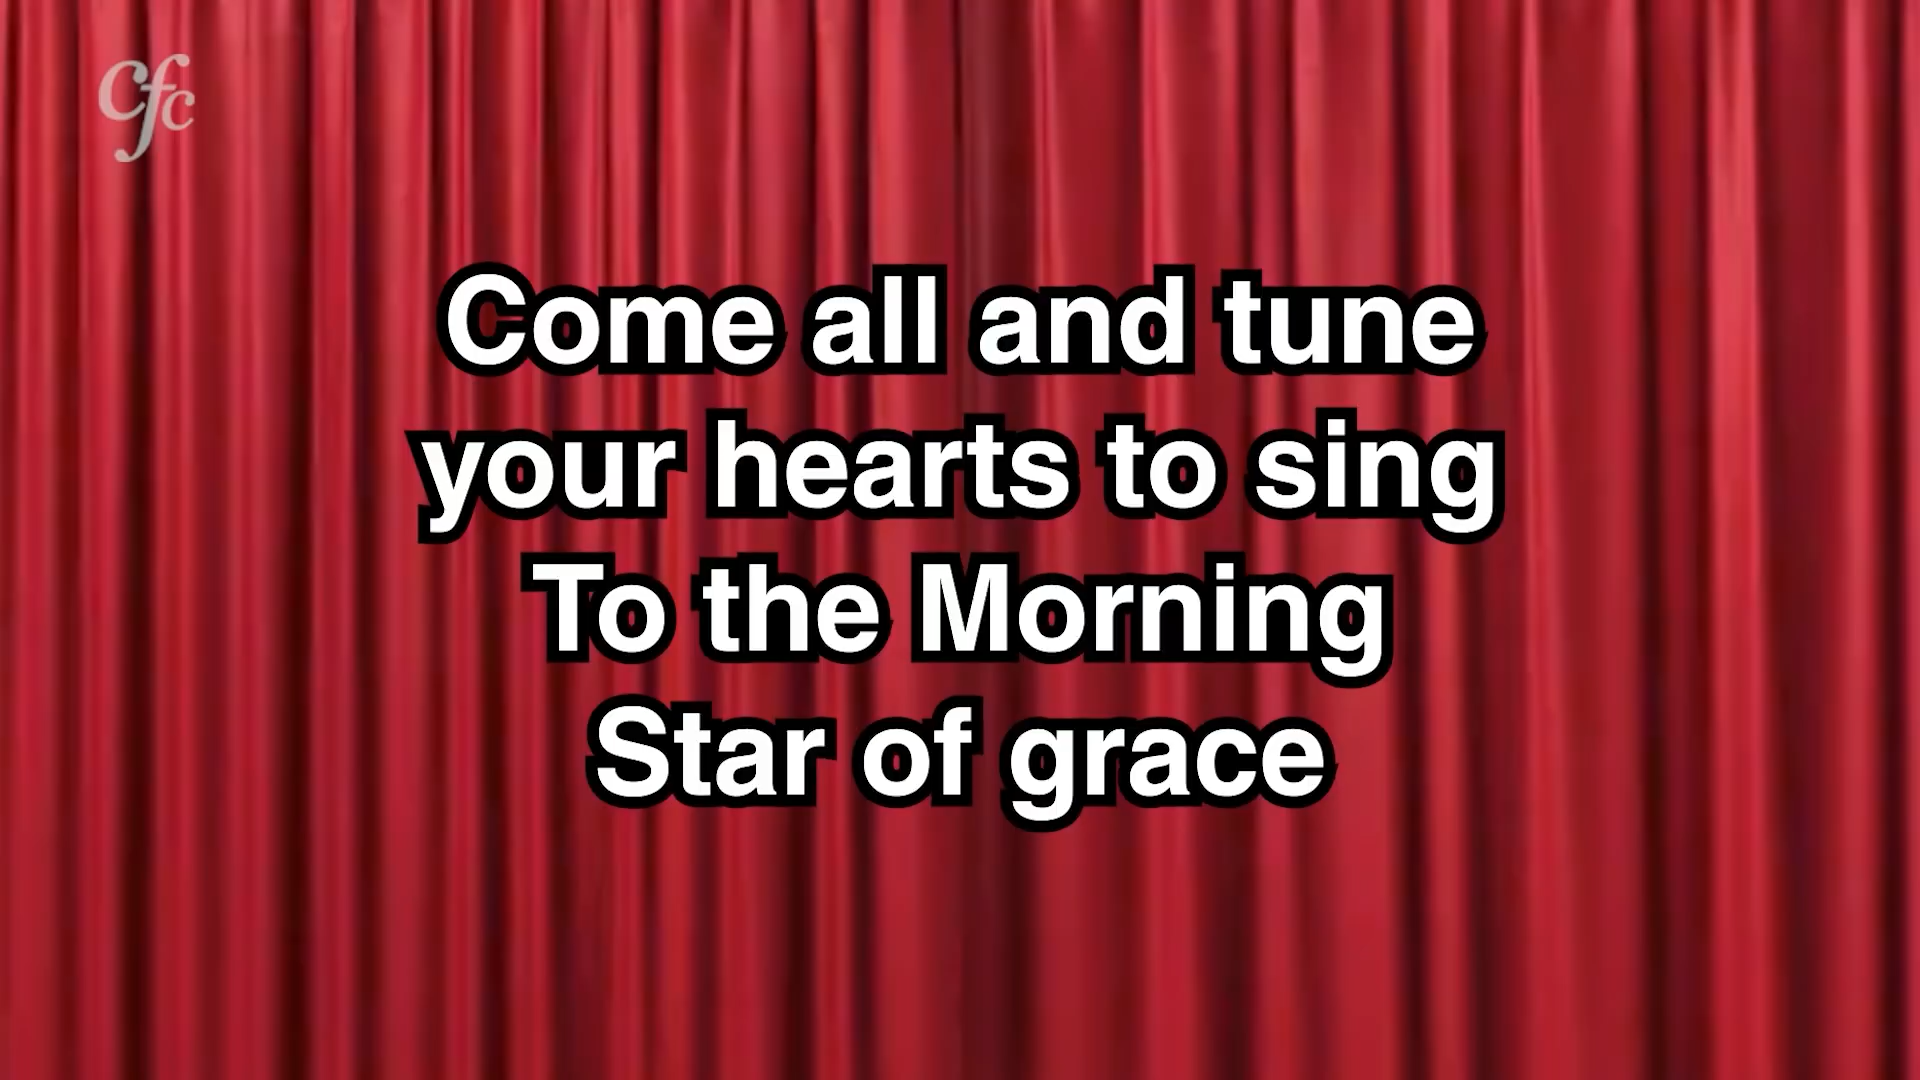 cfc
Come all and tune
your hearts to sing
To the Morning
Star of grace